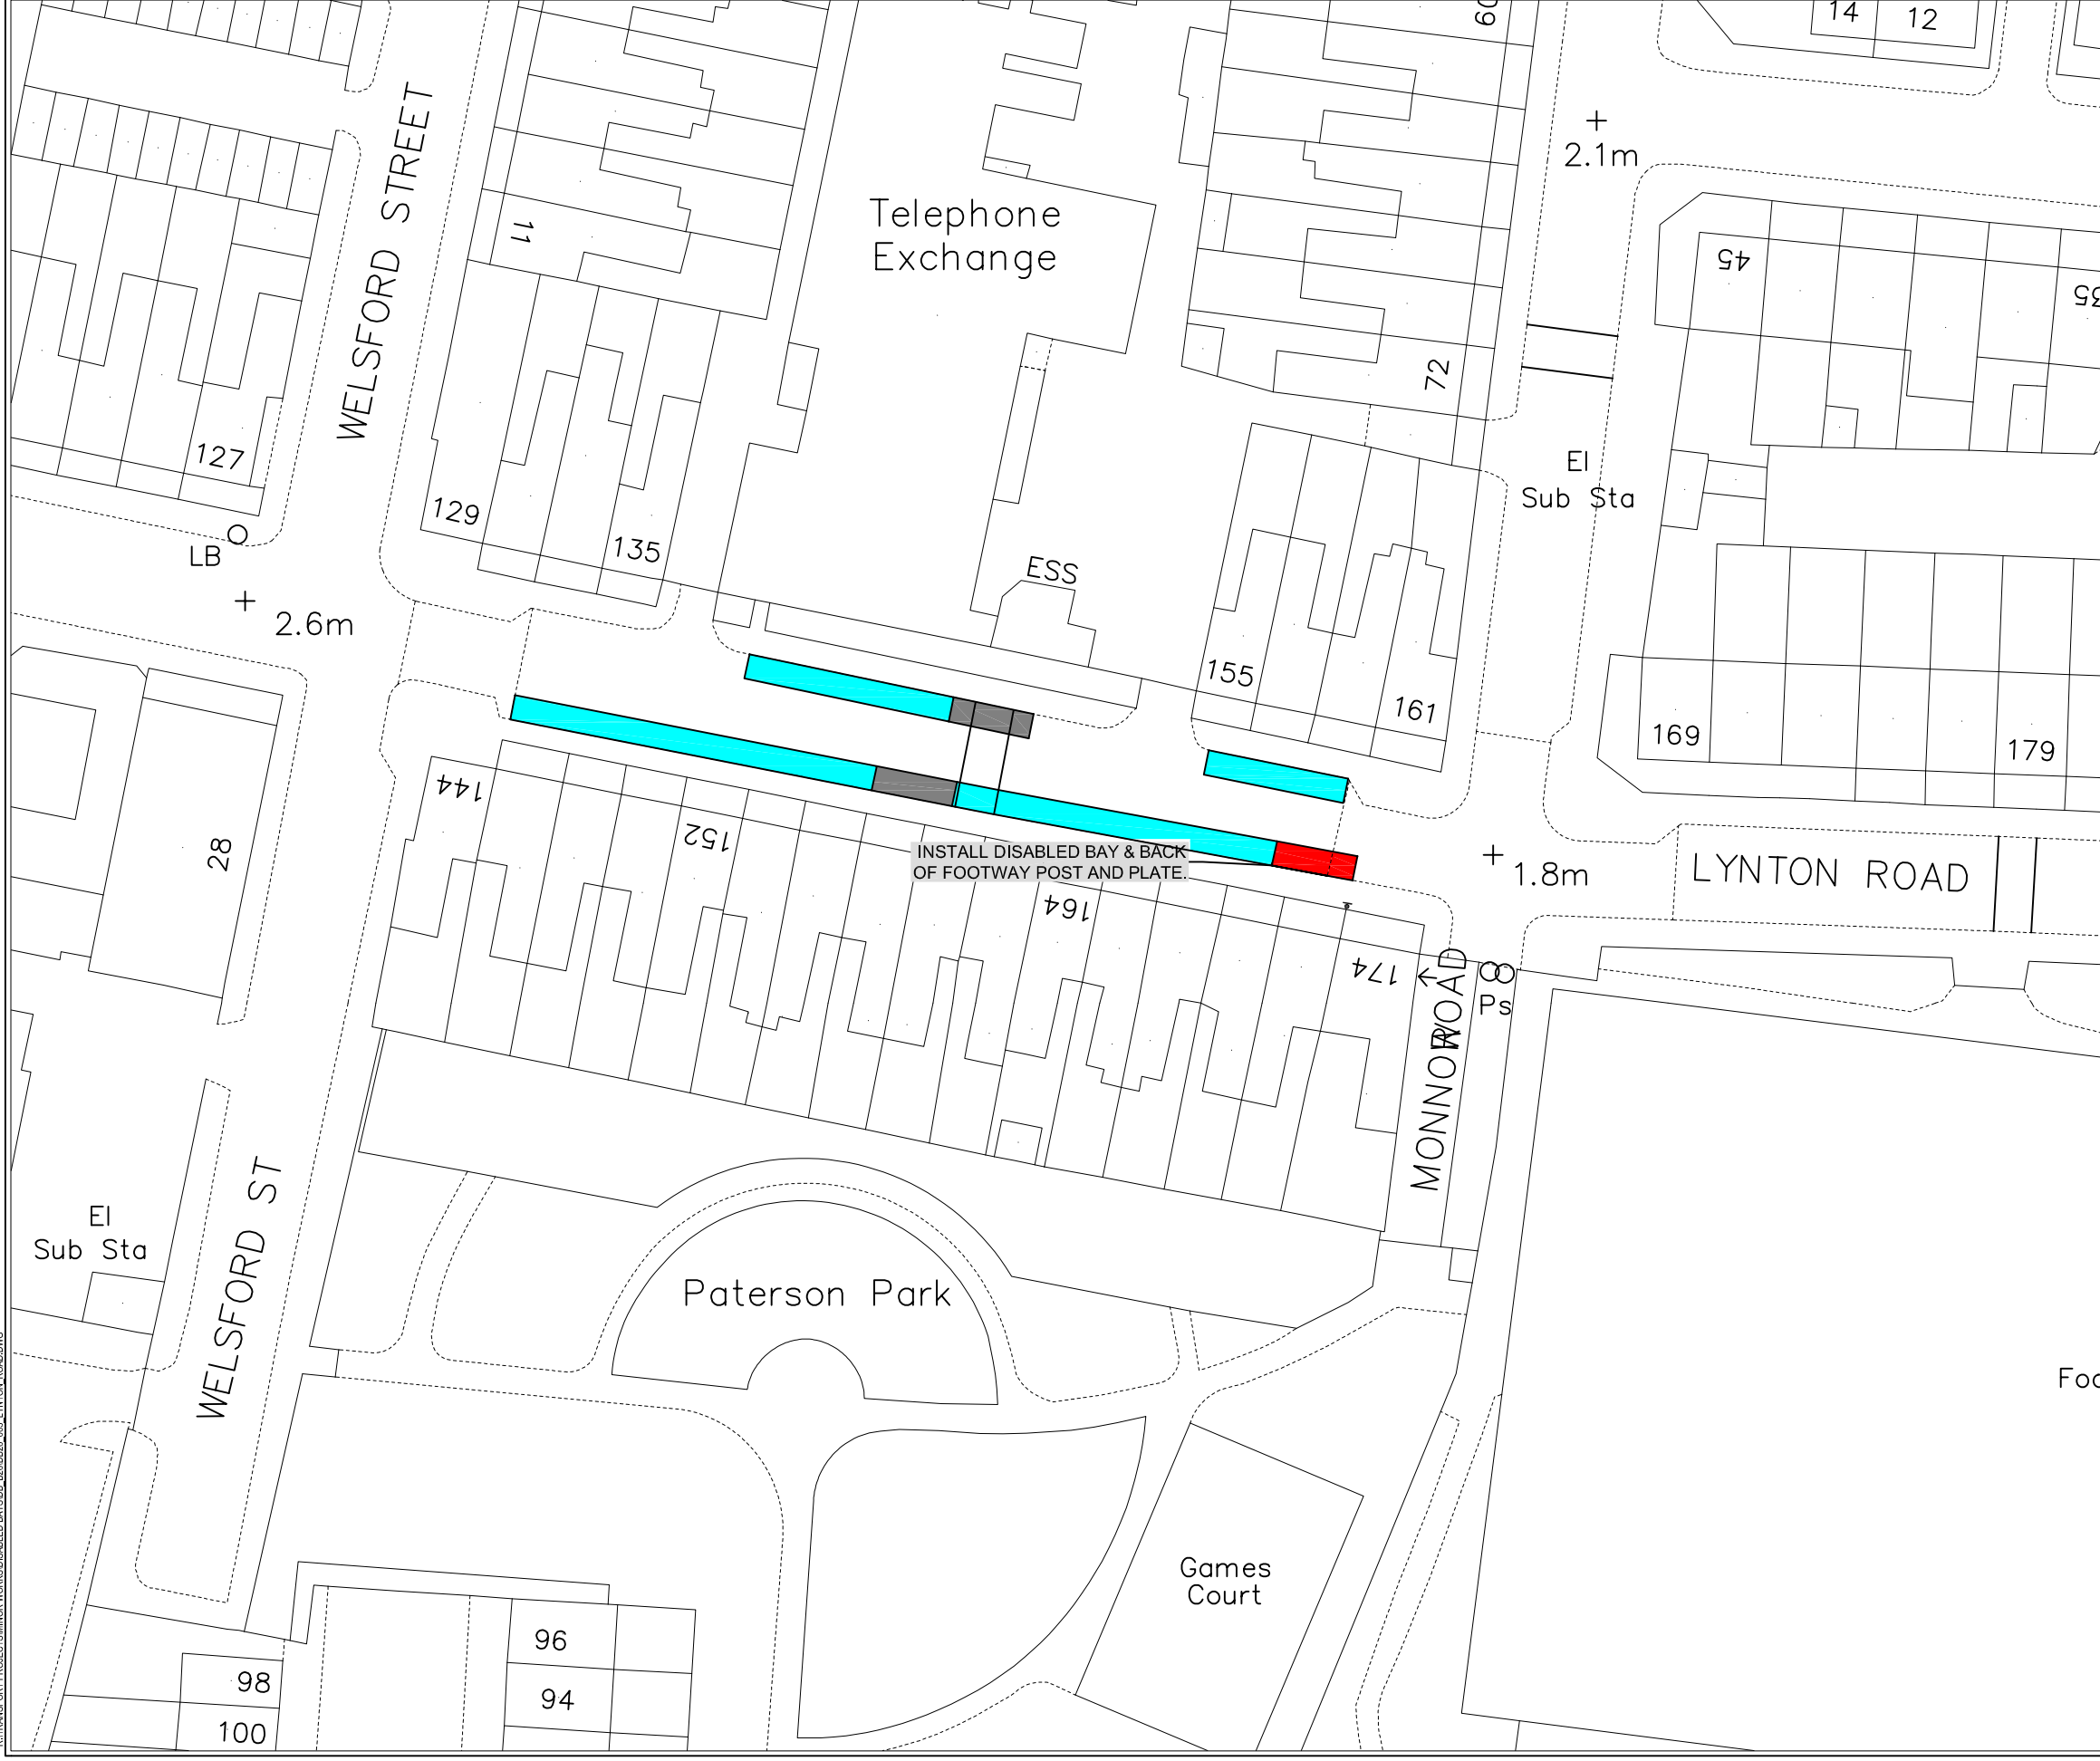 14
12
60
WELSFORD STREET
2.1m
Telephone
Exchange
11
45
35
72
127
El
Sub Sta
129
135
LB
ESS
2.6m
155
161
169
179
144
152
28
INSTALL DISABLED BAY & BACK
OF FOOTWAY POST AND PLATE.
LYNTON ROAD
1.8m
164
174
Ps
MONNOW
ROAD
El
Sub Sta
WELSFORD ST
Paterson Park
Foo
Games
Court
96
98
94
100